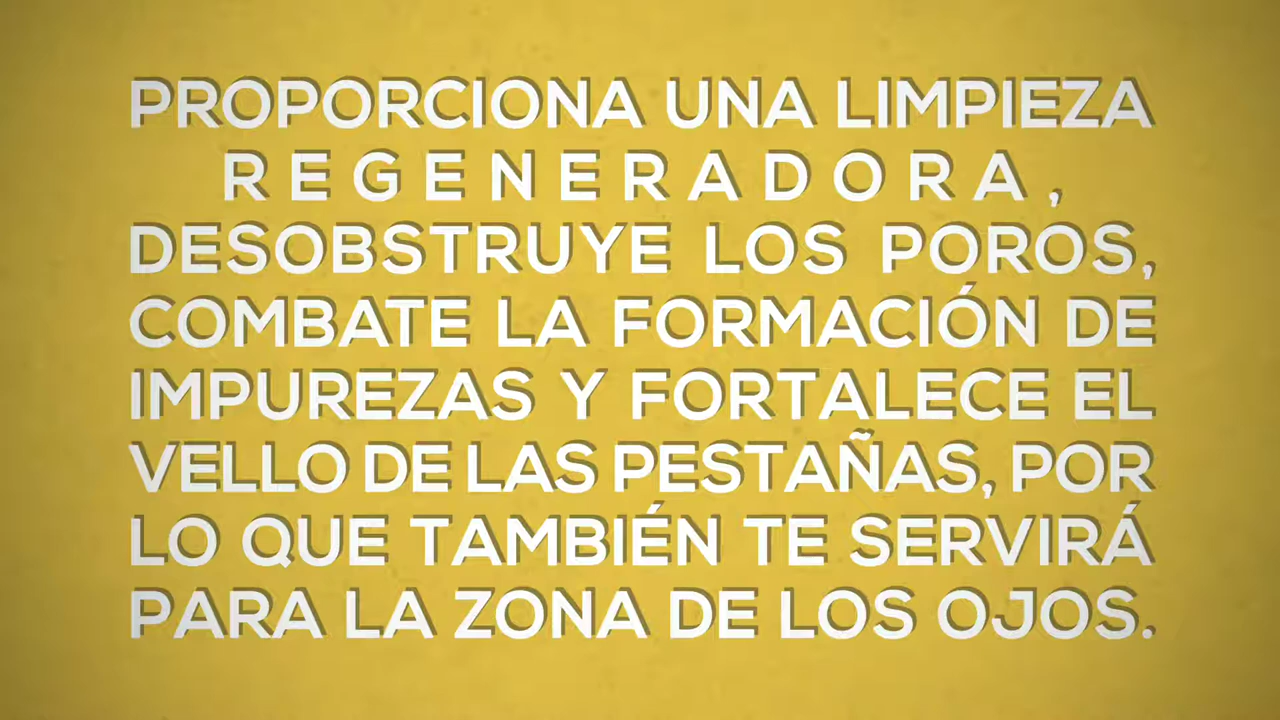 PROPORCIONA UNA LIMPIEZA
REGENERADORA,
DESOBSTRUYE LOS POROS,
COMBATE LA FORMACIÓN DE
IMPUREZAS Y FORTALECE EL
VELLO DE LAS PESTAÑAS, POR
LO QUE TAMBIÉN TE SERVIRÁ
PARA LA ZONA DE LOS OJOS.